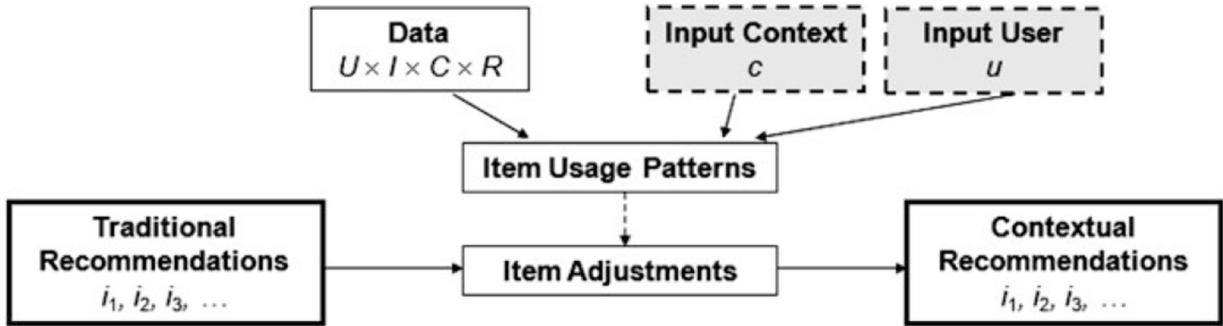 Data
U × I × C × R
Input Context
c
Input User
u
Item Usage Patterns
Traditional
Recommendations
i₁, i₂, i₃, …
Item Adjustments
Contextual
Recommendations
i₁, i₂, i₃, …